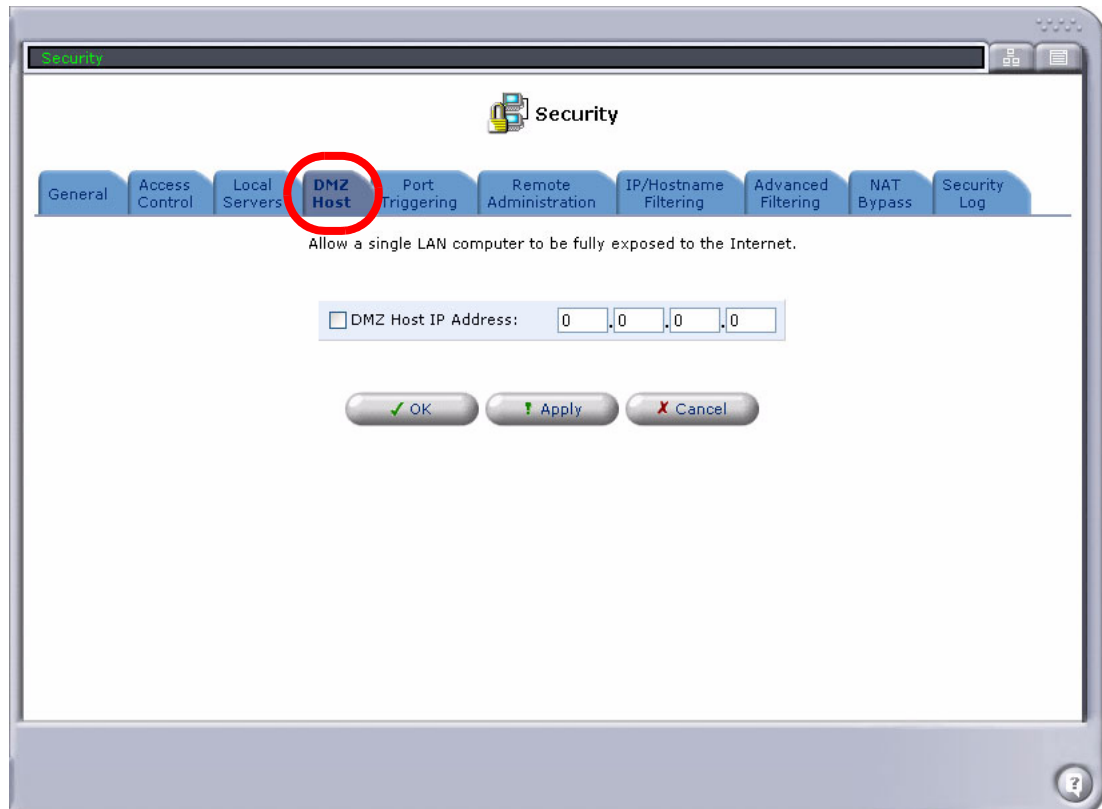 Security
Security
General
Access Control
Local Servers
DMZ Host
Port Triggering
Remote Administration
IP/Hostname Filtering
Advanced Filtering
NAT Bypass
Security Log
Allow a single LAN computer to be fully exposed to the Internet.
DMZ Host IP Address: 0 .0 .0 .0
✓ OK ! Apply ✗ Cancel
?